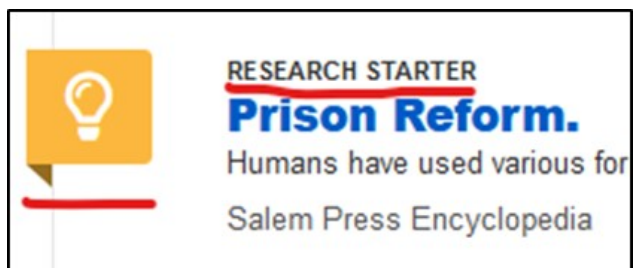 RESEARCH STARTER
Prison Reform.
Humans have used various for
Salem Press Encyclopedia